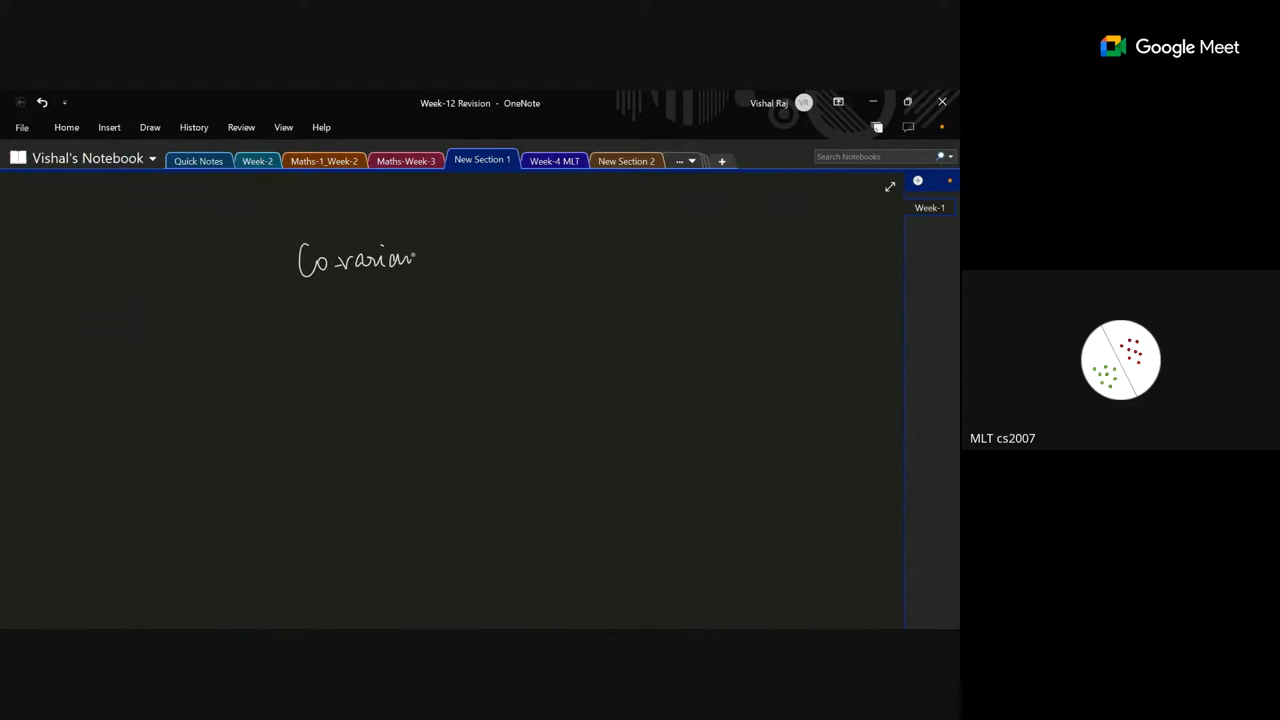 Google Meet
Week-12 Revision - OneNote
Vishal Raj VR
File Home Insert Draw History Review View Help
Vishal's Notebook Quick Notes Week-2 Maths-1_Week-2 Maths-Week-3 New Section 1 Week-4 MLT New Section 2 ... + Search Notebooks
Week-1
Co-varian
MLT cs2007